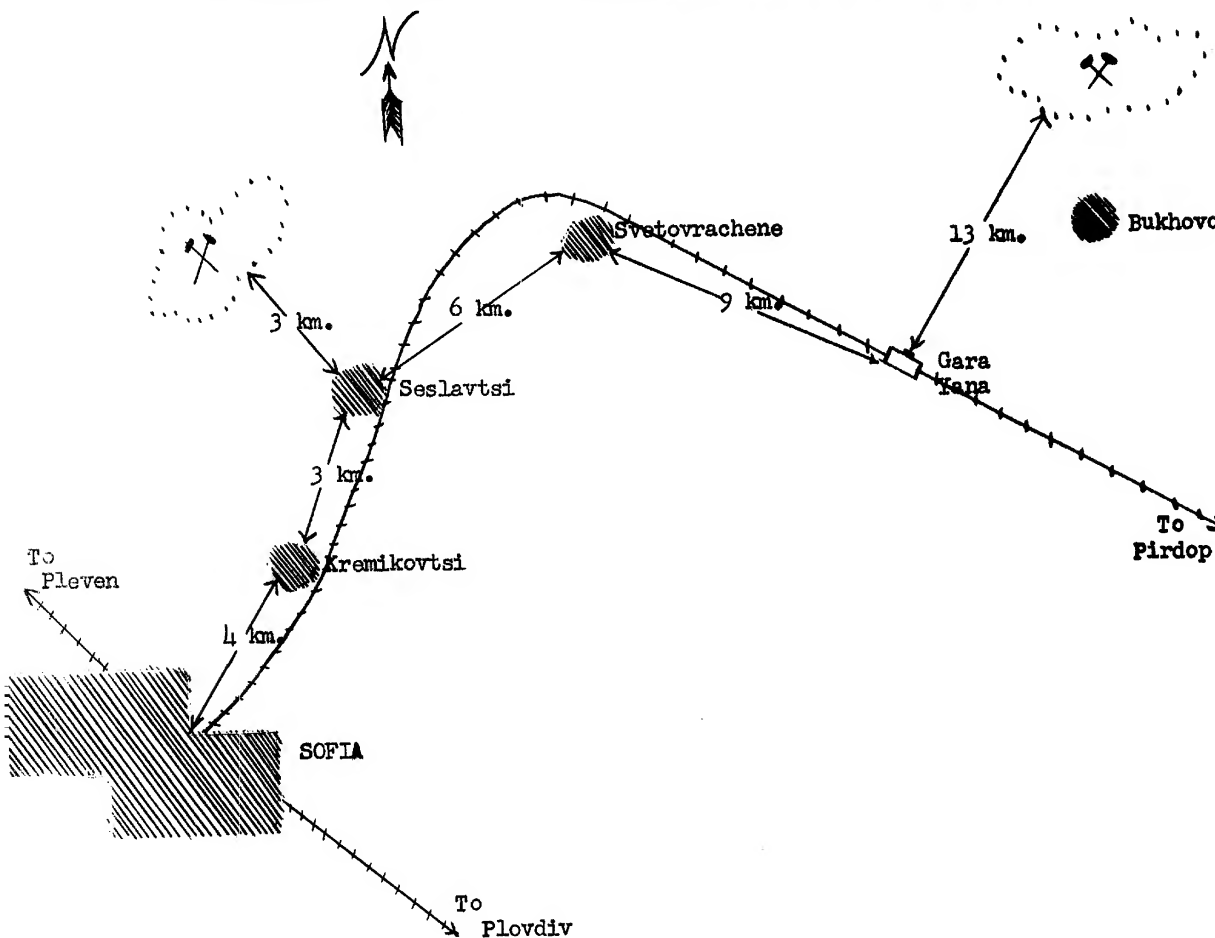 N
Svetovrachene
13 km.
Bukhovo
6 km.
9 km.
3 km.
Gara
Yana
Seslavtsi
3 km.
To
Pirdop
To
Pleven
Kremikovtsi
4 km.
SOFIA
To
Plovdiv